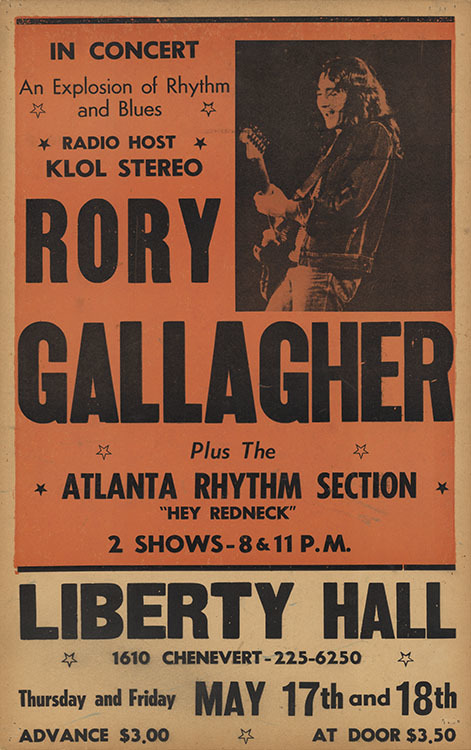 IN CONCERT
An Explosion of Rhythm
and Blues
RADIO HOST
KLOL STEREO
RORY
GALLAGHER
Plus The
ATLANTA RHYTHM SECTION
"HEY REDNECK"
2 SHOWS-8 & 11 P.M.
LIBERTY HALL
1610 CHENEVERT-225-6250
Thursday and Friday MAY 17th and 18th
ADVANCE $3.00 AT DOOR $3.50